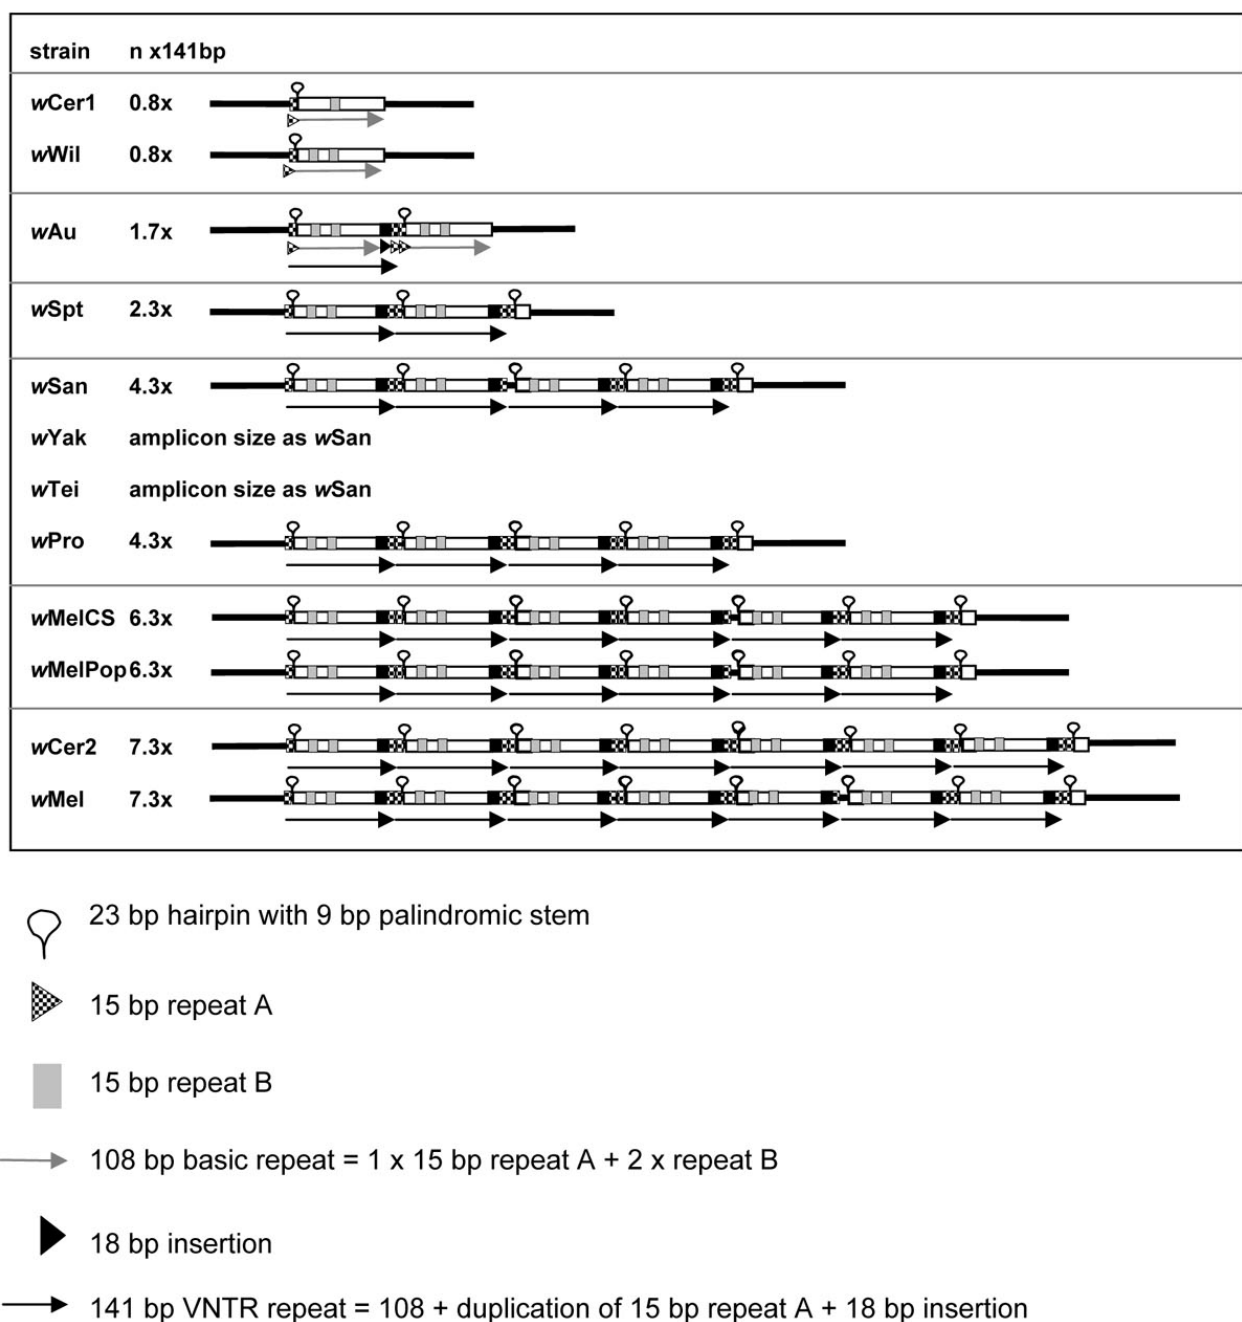 strain n x141bp
wCer1 0.8x
wWil 0.8x
wAu 1.7x
wSpt 2.3x
wSan 4.3x
wYak amplicon size as wSan
wTei amplicon size as wSan
wPro 4.3x
wMelCS 6.3x
wMelPop 6.3x
wCer2 7.3x
wMel 7.3x
23 bp hairpin with 9 bp palindromic stem
15 bp repeat A
15 bp repeat B
108 bp basic repeat = 1 x 15 bp repeat A + 2 x repeat B
18 bp insertion
141 bp VNTR repeat = 108 + duplication of 15 bp repeat A + 18 bp insertion